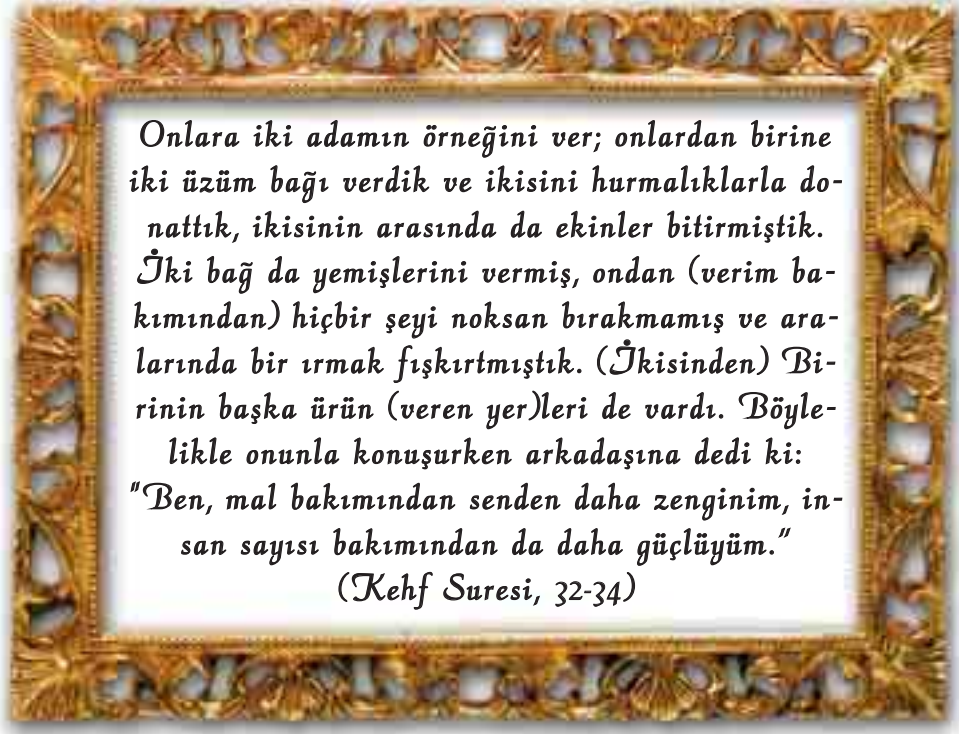 Onlara iki adamın örneğini ver; onlardan birine
iki üzüm bağı verdik ve ikisini hurmalıklarla do-
nattık, ikisinin arasında da ekinler bitirmiştik.
İki bağ da yemişlerini vermiş, ondan (verim ba-
kımından) hiçbir şeyi noksan bırakmamış ve ara-
larında bir ırmak fışkırtmıştık. (İkisinden) Bi-
rinin başka ürün (veren yer)leri de vardı. Böyle-
likle onunla konuşurken arkadaşına dedi ki:
"Ben, mal bakımından senden daha zenginim, in-
san sayısı bakımından da daha güçlüyüm."
(Kehf Suresi, 32-34)